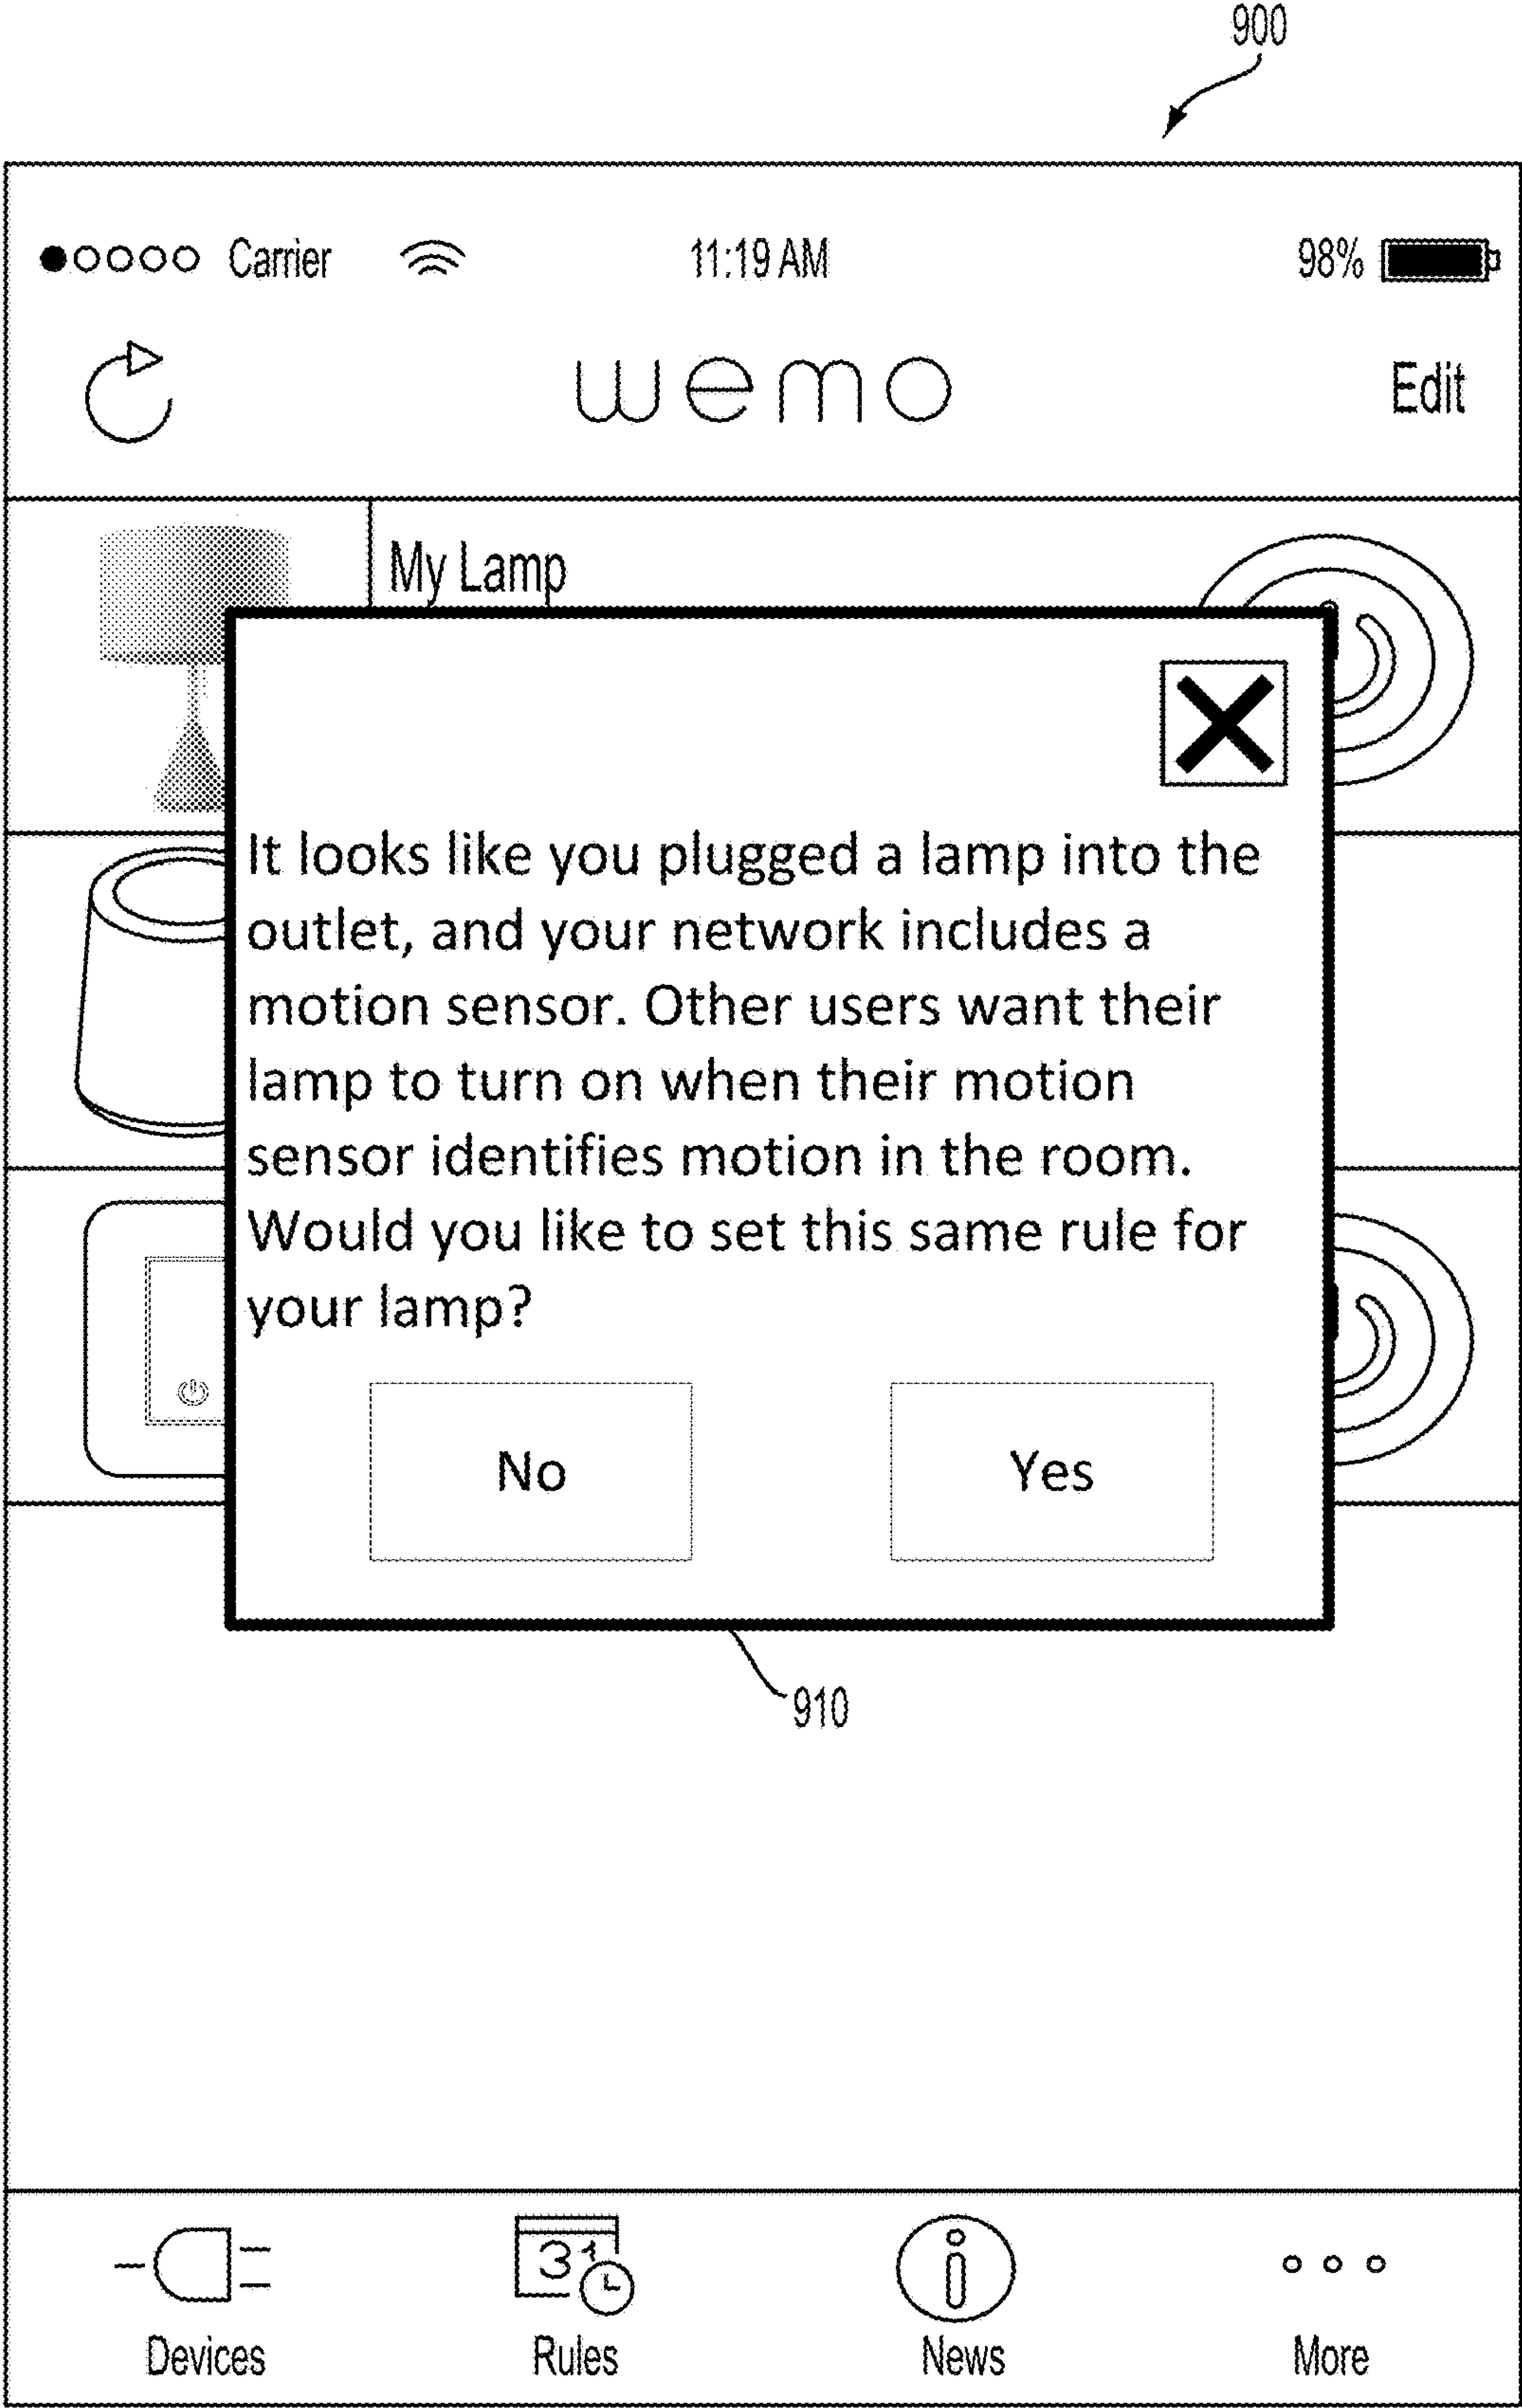 900
Carrier 11:19 AM 98%
wemo Edit
My Lamp
It looks like you plugged a lamp into the
outlet, and your network includes a
motion sensor. Other users want their
lamp to turn on when their motion
sensor identifies motion in the room.
Would you like to set this same rule for
your lamp?
No Yes
910
31
Devices Rules News More